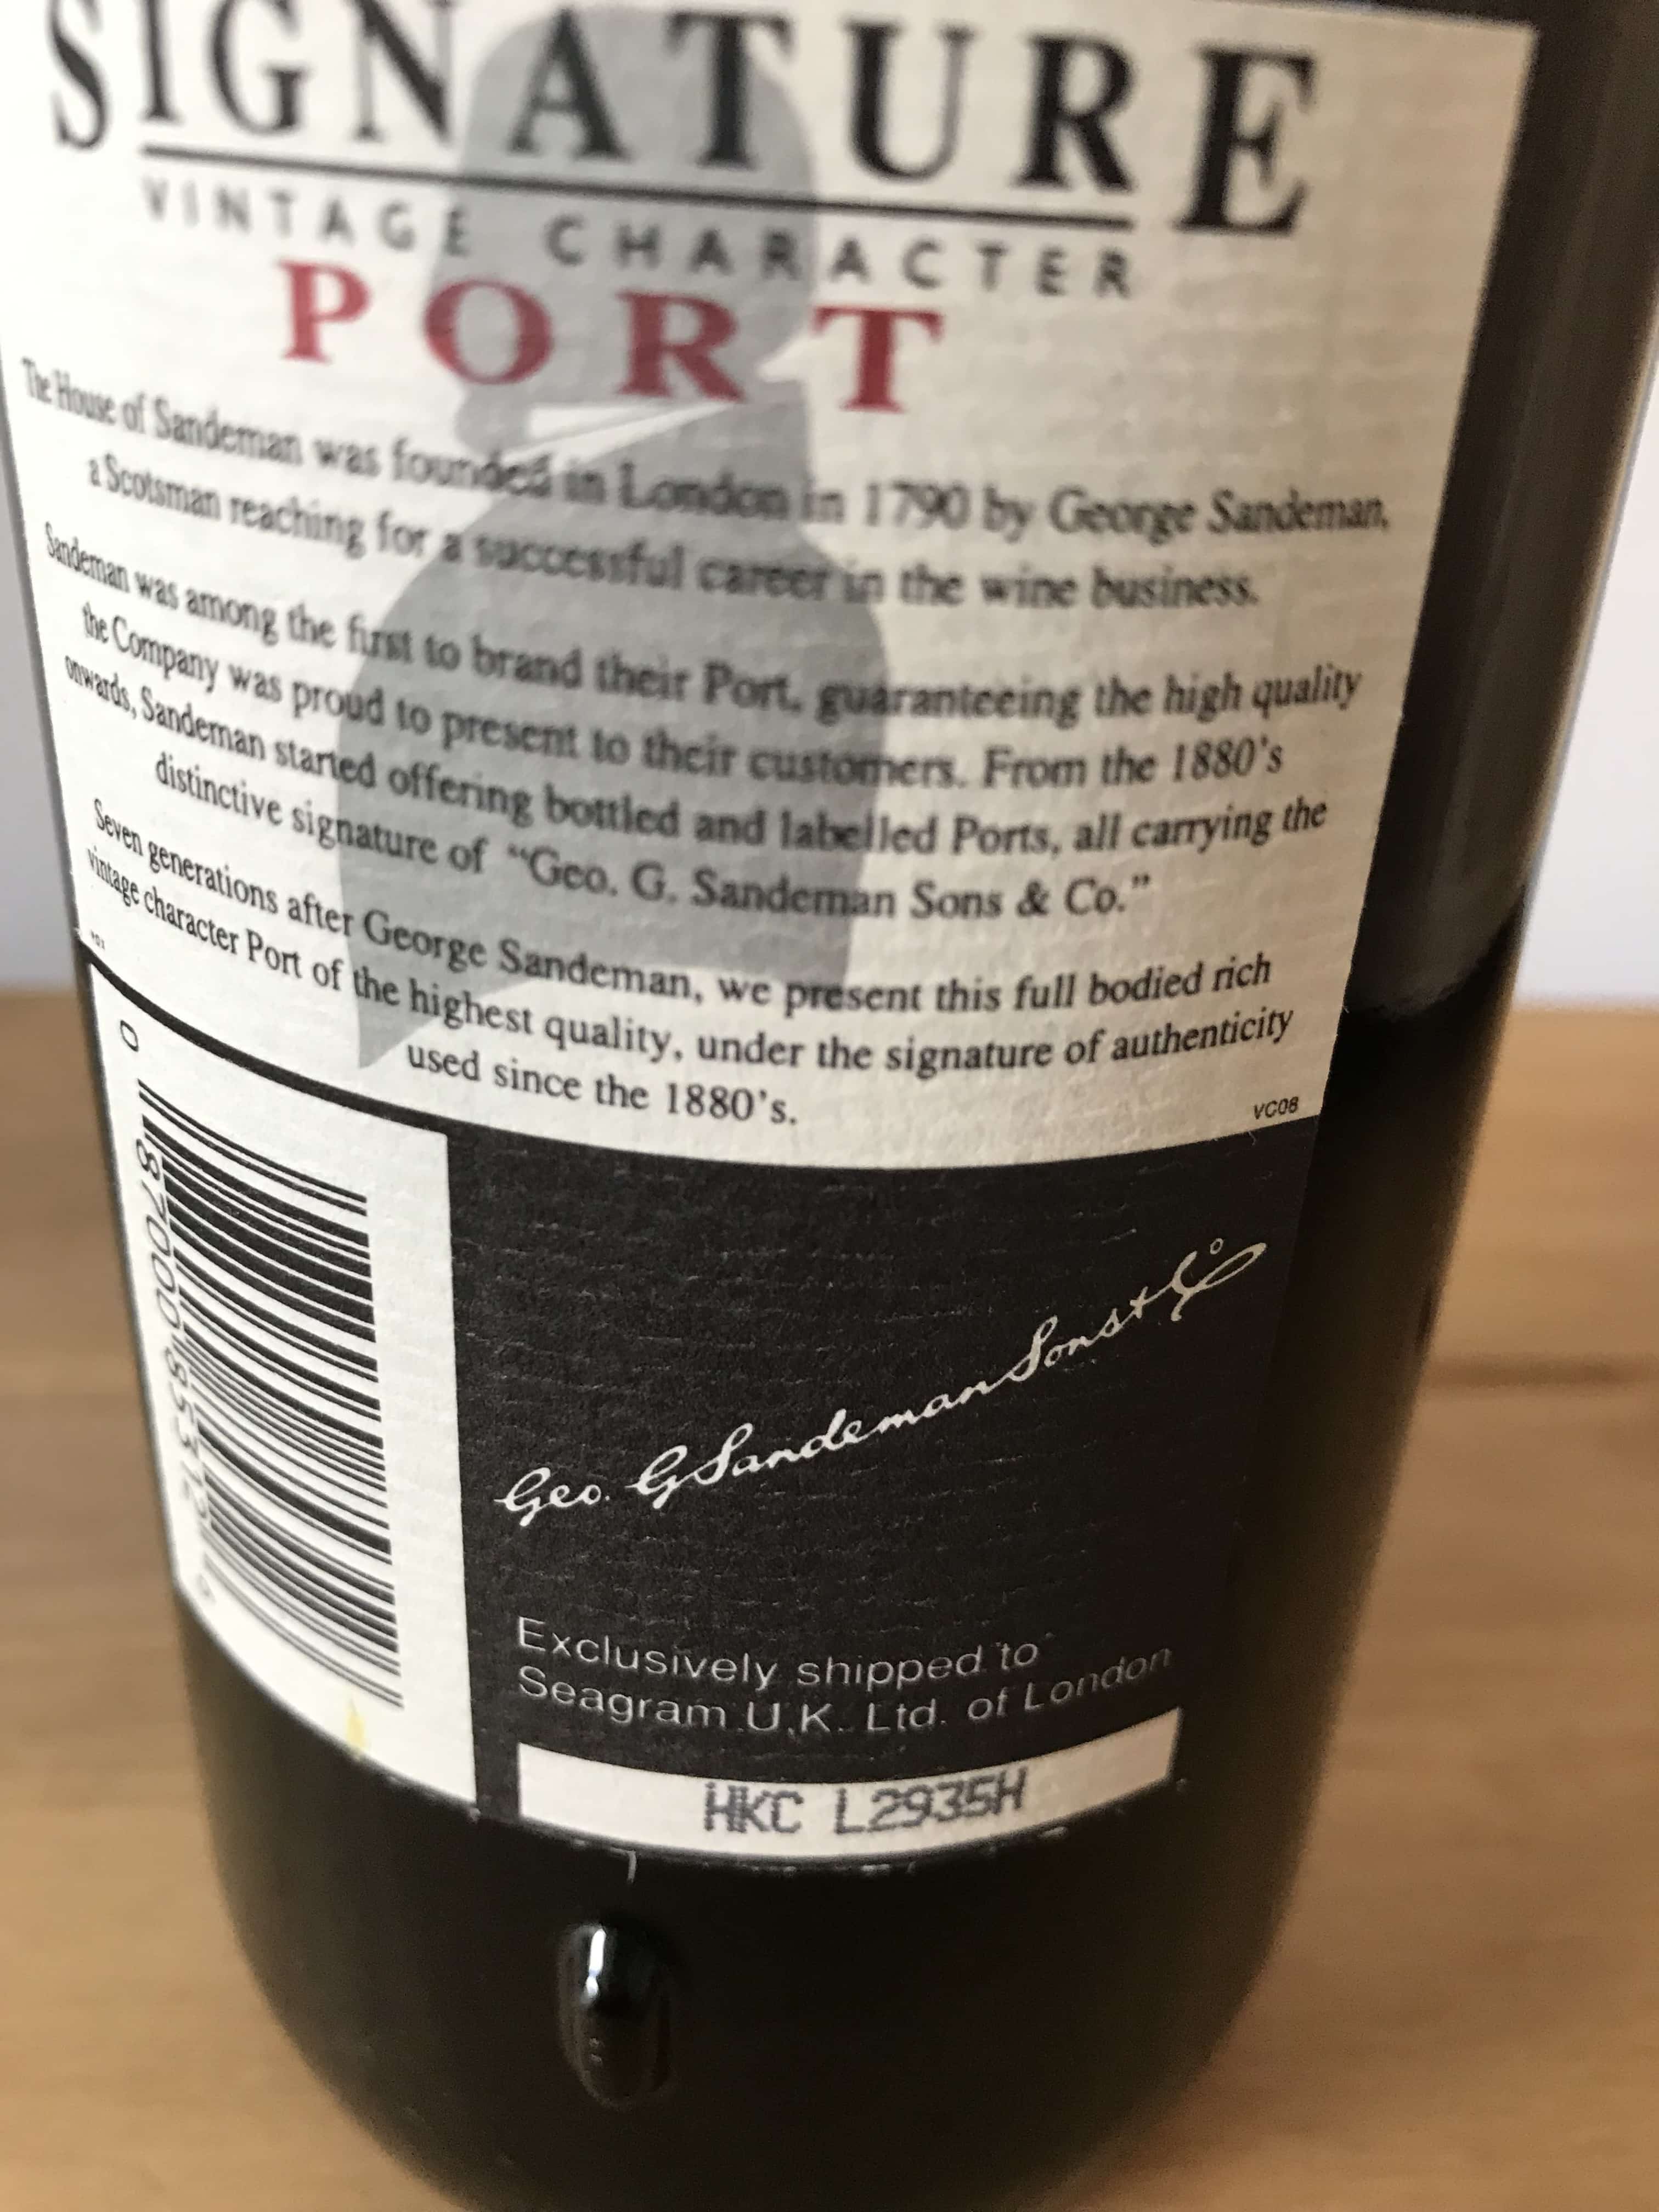 SIGNATURE
VINTAGE CHARACTER
PORT
The House of Sandeman was founded in London in 1790 by George Sandeman,
a Scotsman reaching for a successful career in the wine business.
Sandeman was among the first to brand their Port, guaranteeing the high quality
the Company was proud to present to their customers. From the 1880's
onwards, Sandeman started offering bottled and labelled Ports, all carrying the
distinctive signature of "Geo. G. Sandeman Sons & Co."
Seven generations after George Sandeman, we present this full bodied rich
vintage character Port of the highest quality, under the signature of authenticity
used since the 1880's.
VC08
0 87000 28312
Geo. G Sandeman Sons & Co
Exclusively shipped to
Seagram U.K. Ltd. of London
HKC L2935H